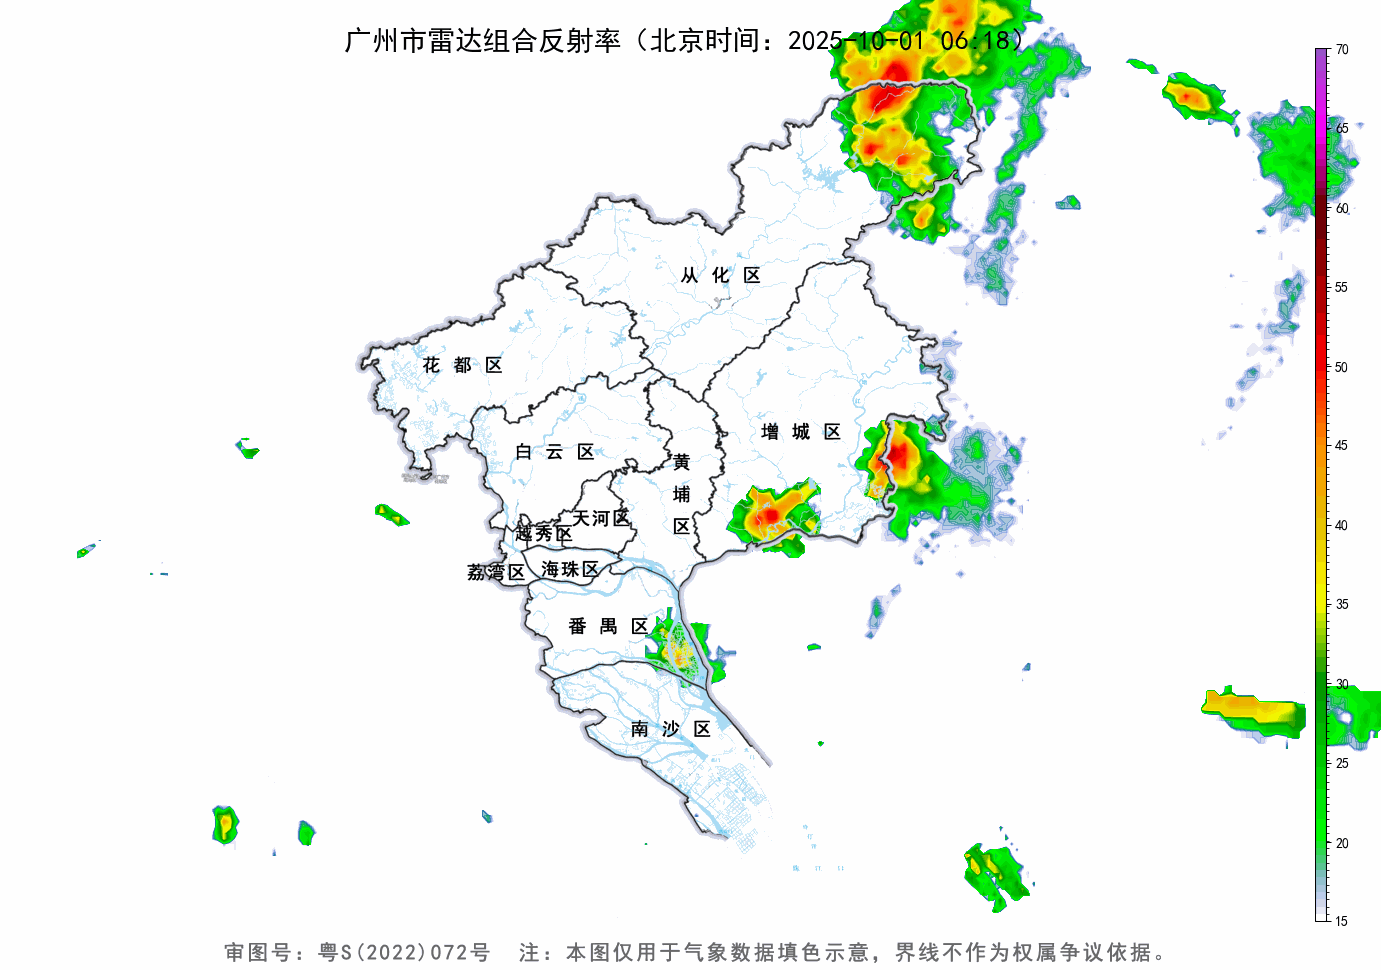 广州市雷达组合反射率（北京时间：2025-10-01 06:18）
70
65
60
55
50
45
40
35
30
25
20
15
从 化 区
花 都 区
增 城 区
白 云 区
黄
埔
区
天河区
越秀区
荔湾区
海珠区
番 禺 区
南 沙 区
审图号：粤S(2022)072号 注：本图仅用于气象数据填色示意，界线不作为权属争议依据。